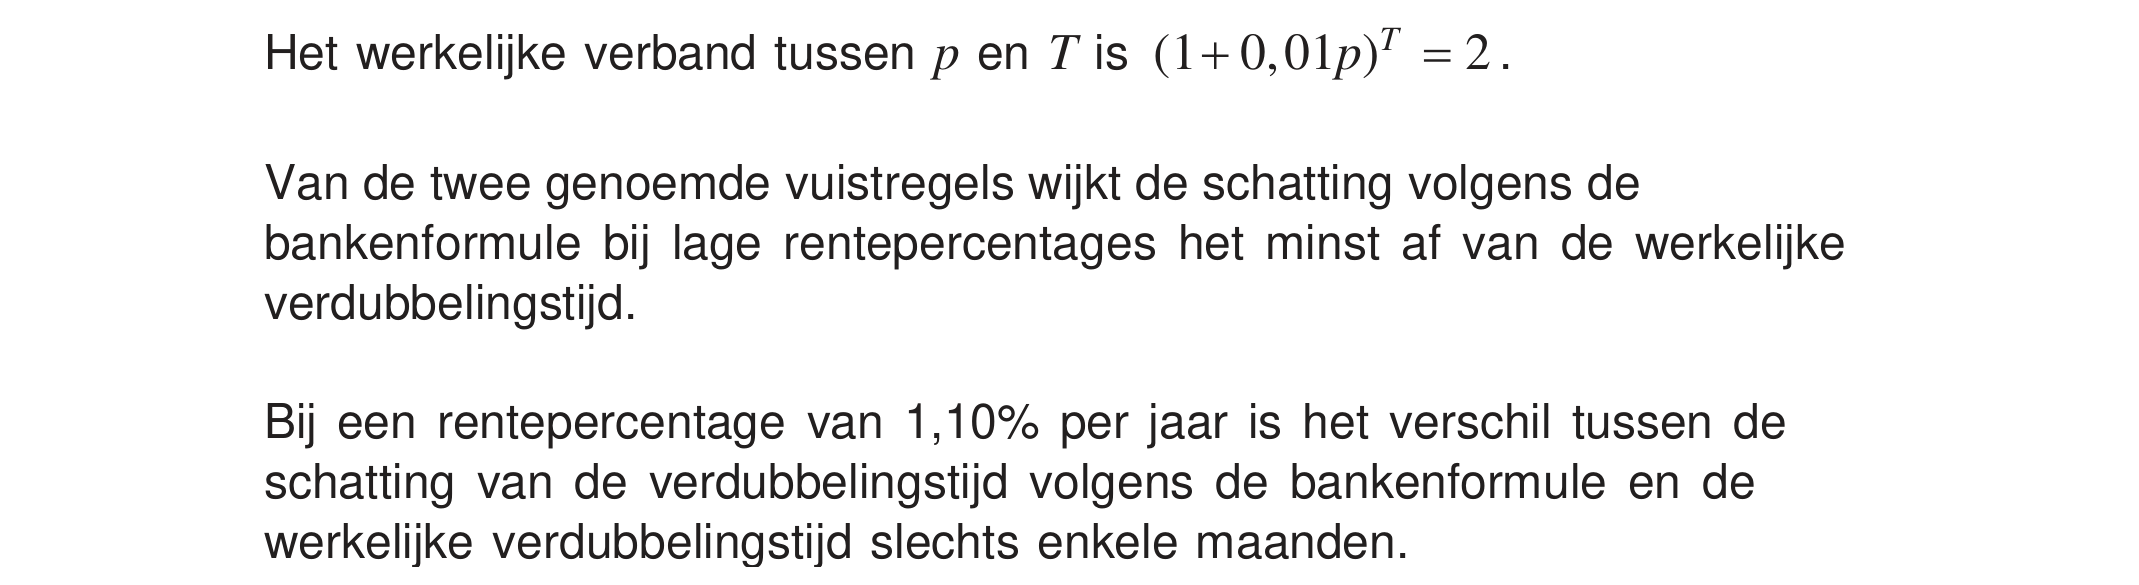 Het werkelijke verband tussen p en T is (1+0,01p)^T = 2.
Van de twee genoemde vuistregels wijkt de schatting volgens de
bankenformule bij lage rentepercentages het minst af van de werkelijke
verdubbelingstijd.
Bij een rentepercentage van 1,10% per jaar is het verschil tussen de
schatting van de verdubbelingstijd volgens de bankenformule en de
werkelijke verdubbelingstijd slechts enkele maanden.